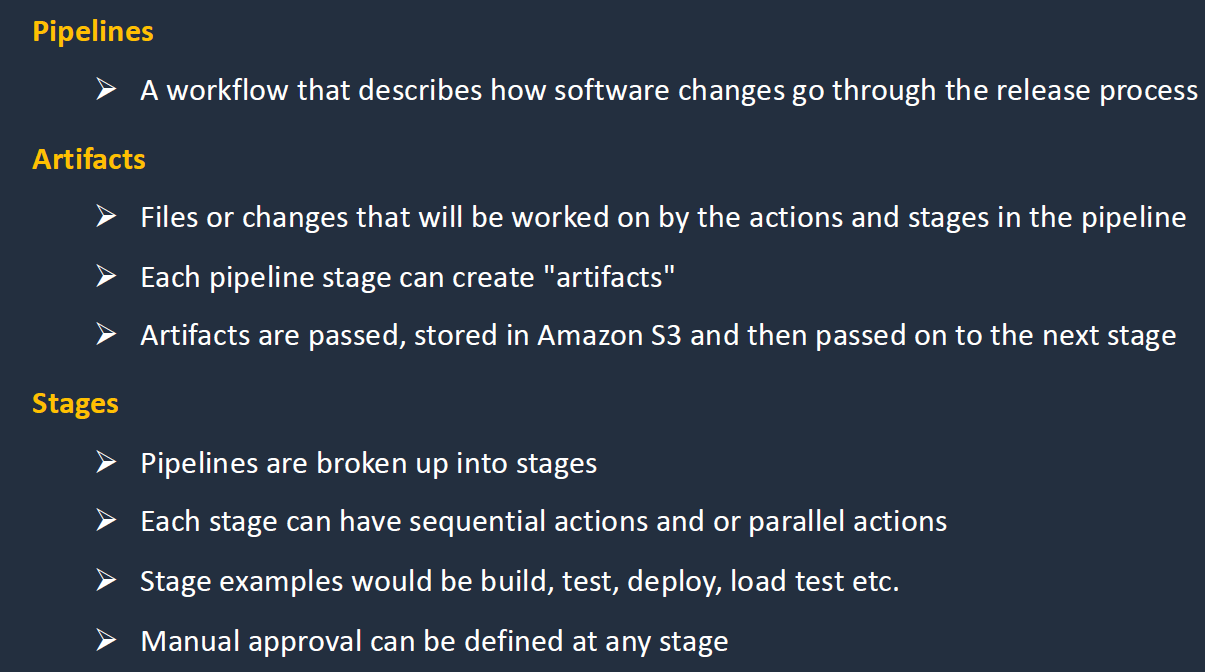 Pipelines
➢ A workflow that describes how software changes go through the release process
Artifacts
➢ Files or changes that will be worked on by the actions and stages in the pipeline
➢ Each pipeline stage can create "artifacts"
➢ Artifacts are passed, stored in Amazon S3 and then passed on to the next stage
Stages
➢ Pipelines are broken up into stages
➢ Each stage can have sequential actions and or parallel actions
➢ Stage examples would be build, test, deploy, load test etc.
➢ Manual approval can be defined at any stage